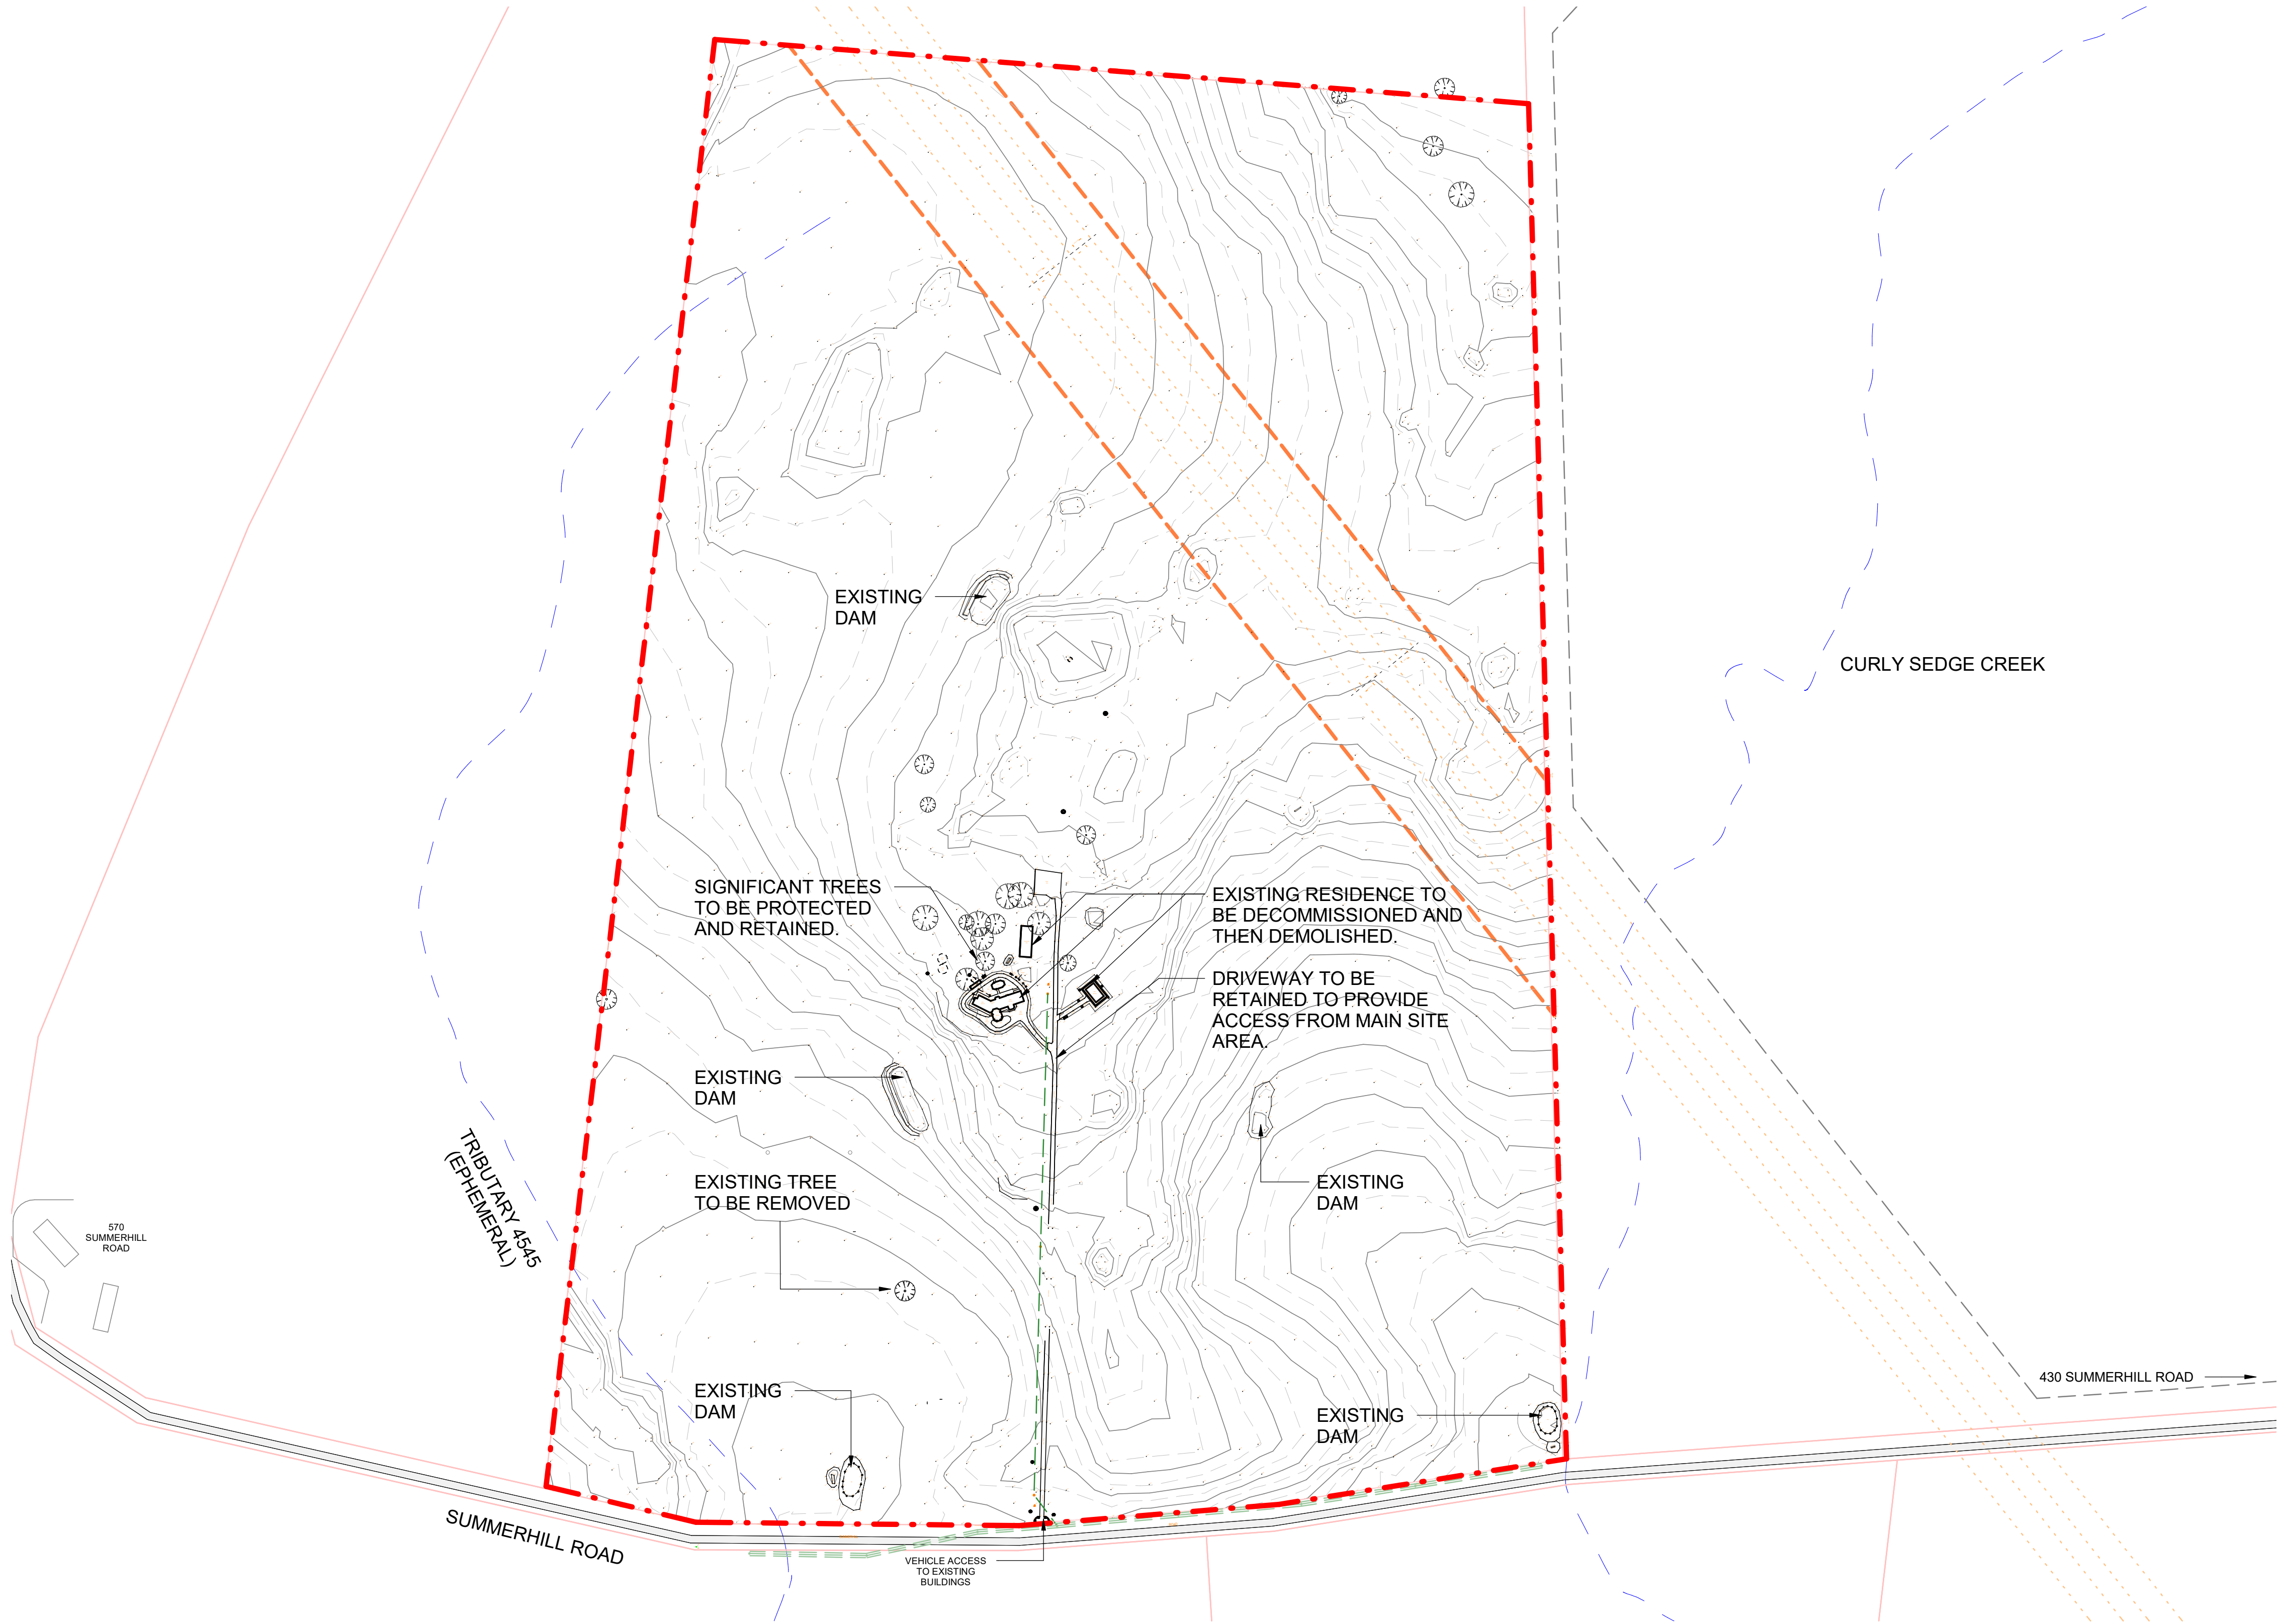 EXISTING
DAM
CURLY SEDGE CREEK
SIGNIFICANT TREES
TO BE PROTECTED
AND RETAINED.
EXISTING RESIDENCE TO
BE DECOMMISSIONED AND
THEN DEMOLISHED.
DRIVEWAY TO BE
RETAINED TO PROVIDE
ACCESS FROM MAIN SITE
AREA.
EXISTING
DAM
TRIBUTARY 4545
(EPHEMERAL)
EXISTING TREE
TO BE REMOVED
EXISTING
DAM
570
SUMMERHILL
ROAD
EXISTING
DAM
EXISTING
DAM
430 SUMMERHILL ROAD
SUMMERHILL ROAD
VEHICLE ACCESS
TO EXISTING
BUILDINGS